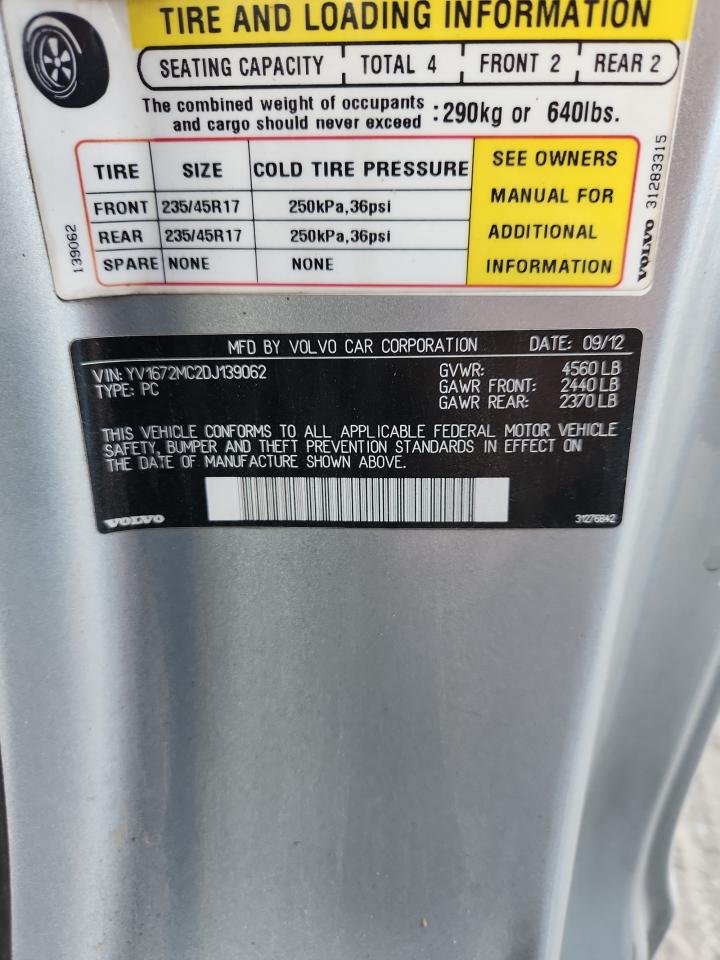 TIRE AND LOADING INFORMATION
SEATING CAPACITY TOTAL 4 FRONT 2 REAR 2
The combined weight of occupants
and cargo should never exceed :290kg or 640lbs.
TIRE SIZE COLD TIRE PRESSURE
FRONT 235/45R17 250kPa,36psi
REAR 235/45R17 250kPa,36psi
SPARE NONE NONE
SEE OWNERS
MANUAL FOR
ADDITIONAL
INFORMATION
139062
VOLVO 31283315
MFD BY VOLVO CAR CORPORATION DATE: 09/12
VIN: YV1672MC2DJ139062 GVWR: 4560 LB
TYPE: PC GAWR FRONT: 2440 LB
GAWR REAR: 2370 LB
THIS VEHICLE CONFORMS TO ALL APPLICABLE FEDERAL MOTOR VEHICLE
SAFETY, BUMPER AND THEFT PREVENTION STANDARDS IN EFFECT ON
THE DATE OF MANUFACTURE SHOWN ABOVE.
VOLVO 31276842